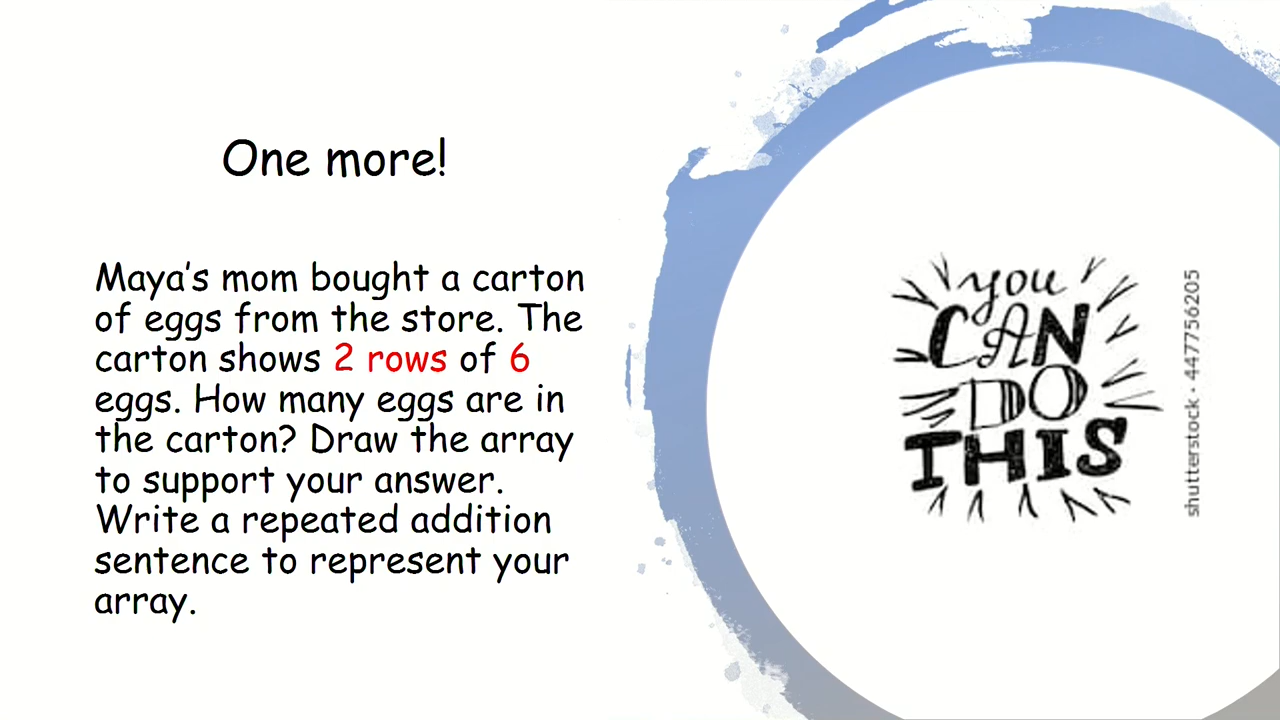 One more!
Maya's mom bought a carton
of eggs from the store. The
carton shows 2 rows of 6
eggs. How many eggs are in
the carton? Draw the array
to support your answer.
Write a repeated addition
sentence to represent your
array.
you
CAN
DO
THIS
shutterstock • 447756205